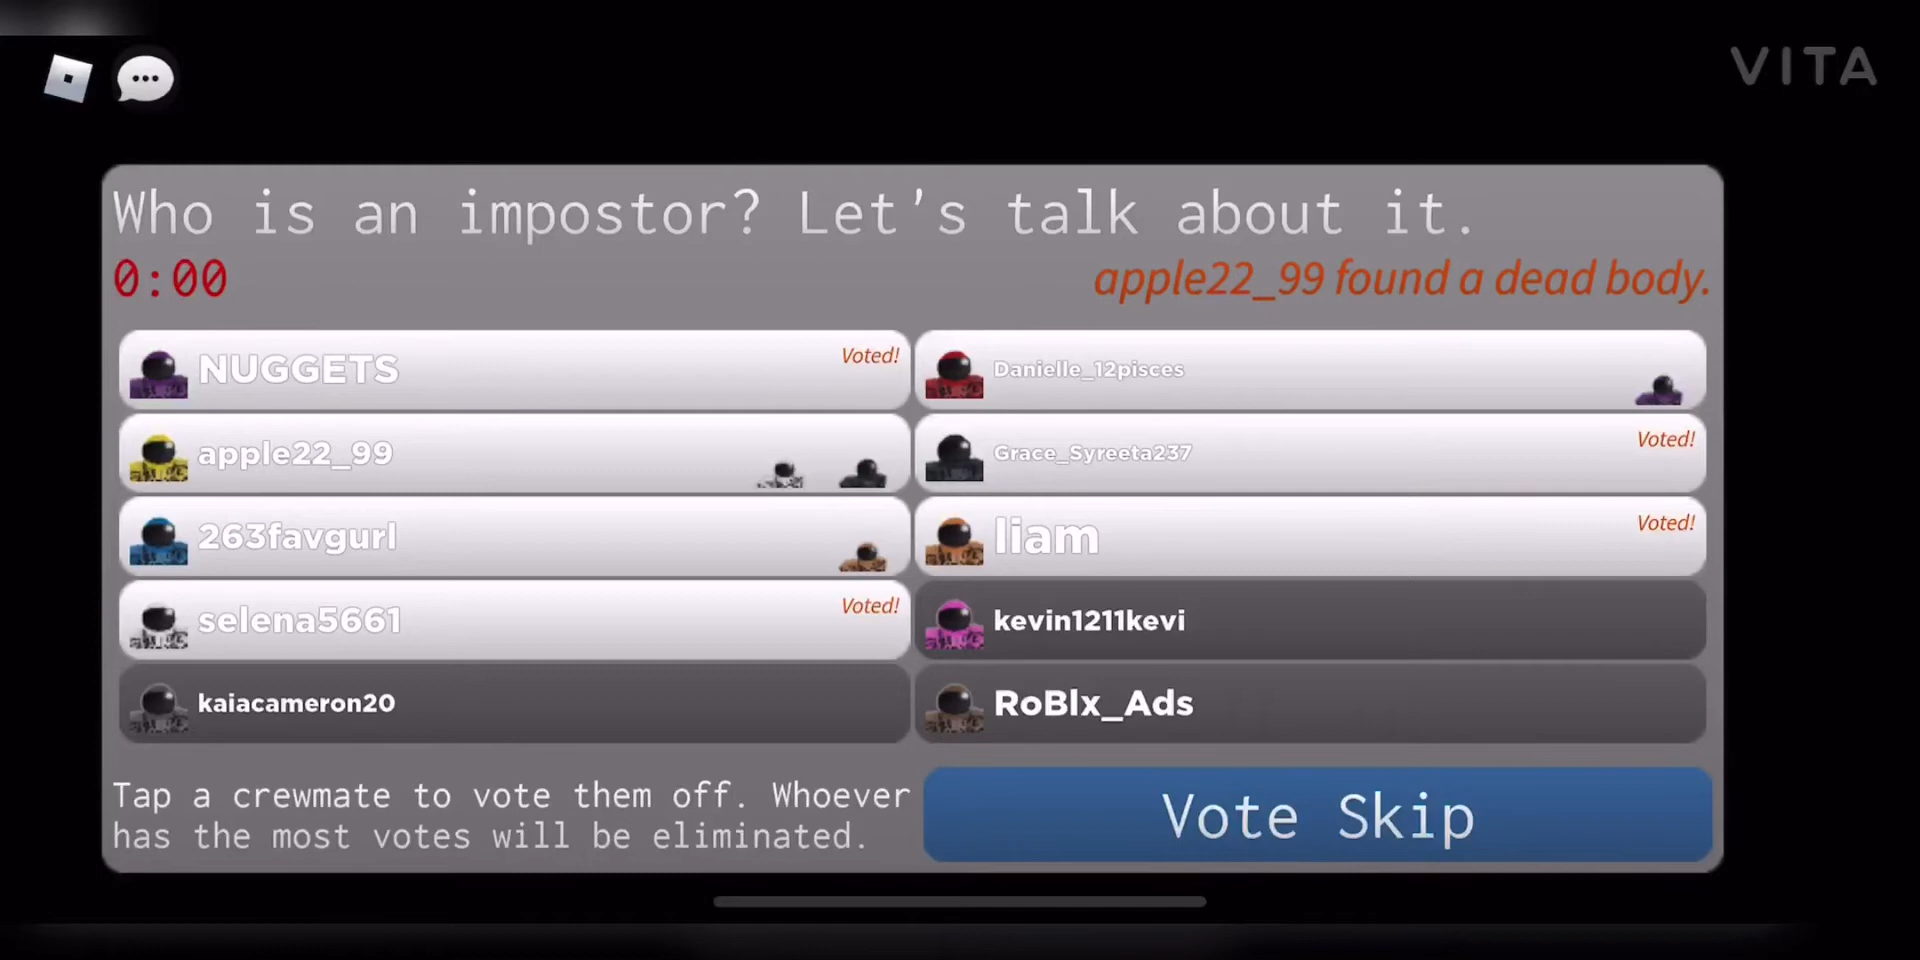 VITA
Who is an impostor? Let's talk about it.
0:00
apple22_99 found a dead body.
NUGGETS
Voted!
Danielle_12pisces
apple22_99
Grace_Syreeta237
Voted!
263favgurl
liam
Voted!
selena5661
Voted!
kevin1211kevi
kaiacameron20
RoBlx_Ads
Tap a crewmate to vote them off. Whoever
has the most votes will be eliminated.
Vote Skip